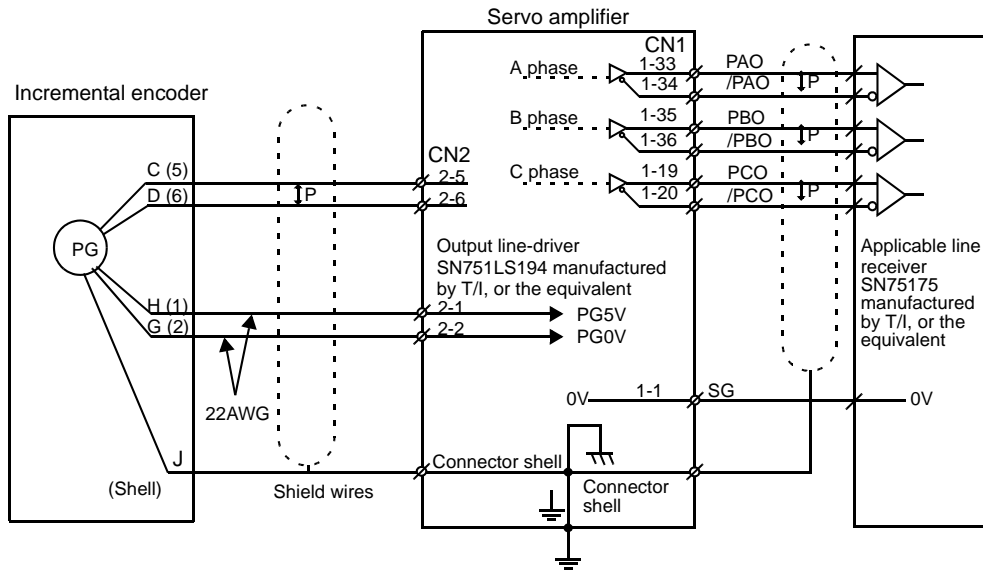 Servo amplifier
Incremental encoder
CN1
A phase
1-33
1-34
PAO
/PAO
P
B phase
1-35
1-36
PBO
/PBO
P
C phase
1-19
1-20
PCO
/PCO
P
CN2
C (5)
2-5
D (6)
P
2-6
PG
Output line-driver
SN751LS194 manufactured
by T/I, or the equivalent
Applicable line
receiver
SN75175
manufactured
by T/I, or the
equivalent
H (1)
2-1
PG5V
G (2)
2-2
PG0V
22AWG
0V
1-1
SG
0V
J
(Shell)
Shield wires
Connector shell
Connector
shell